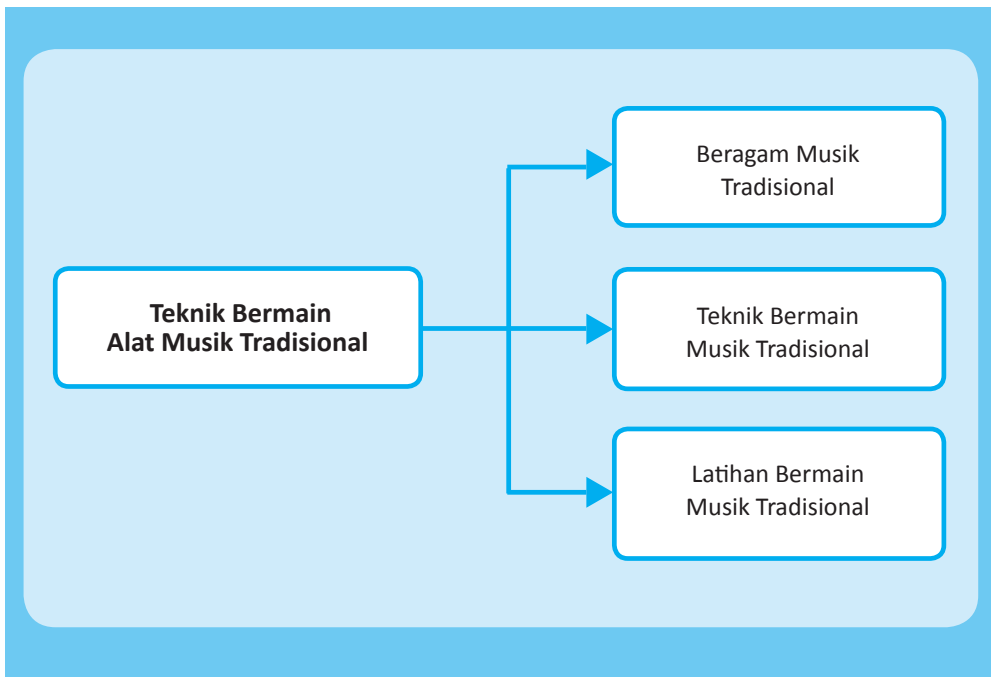 Teknik Bermain
Alat Musik Tradisional
Beragam Musik
Tradisional
Teknik Bermain
Musik Tradisional
Latihan Bermain
Musik Tradisional